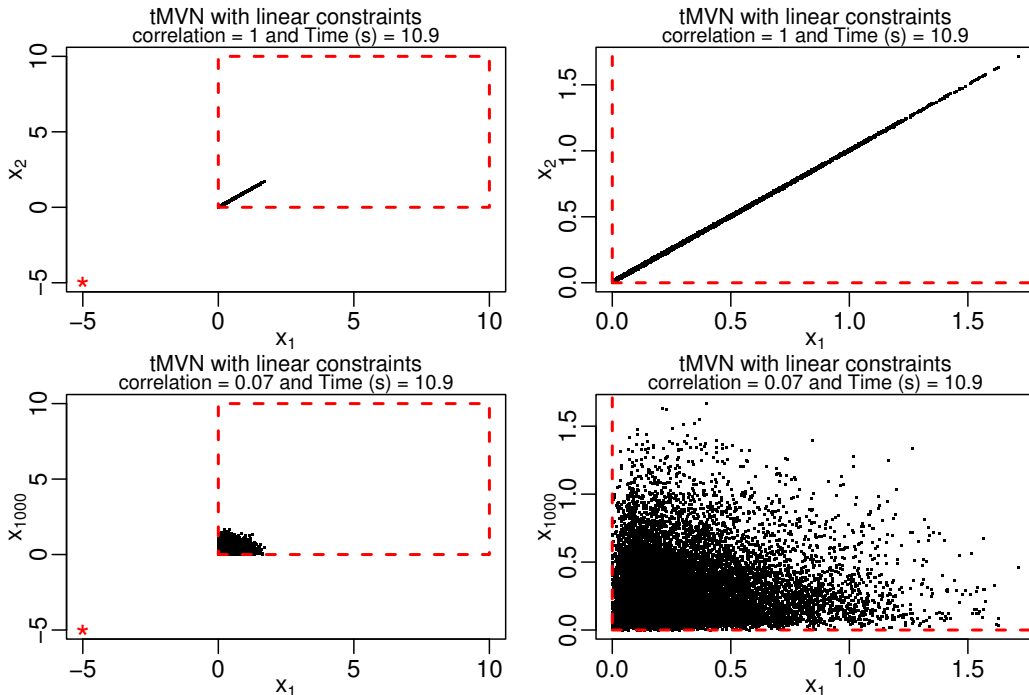 tMVN with linear constraints
correlation = 1 and Time (s) = 10.9
10
5
0
−5
x2
*
−5
0
5
10
x1
tMVN with linear constraints
correlation = 1 and Time (s) = 10.9
1.5
1.0
0.5
0.0
x2
0.0
0.5
1.0
1.5
x1
tMVN with linear constraints
correlation = 0.07 and Time (s) = 10.9
10
5
0
−5
x1000
*
−5
0
5
10
x1
tMVN with linear constraints
correlation = 0.07 and Time (s) = 10.9
1.5
1.0
0.5
0.0
x1000
0.0
0.5
1.0
1.5
x1